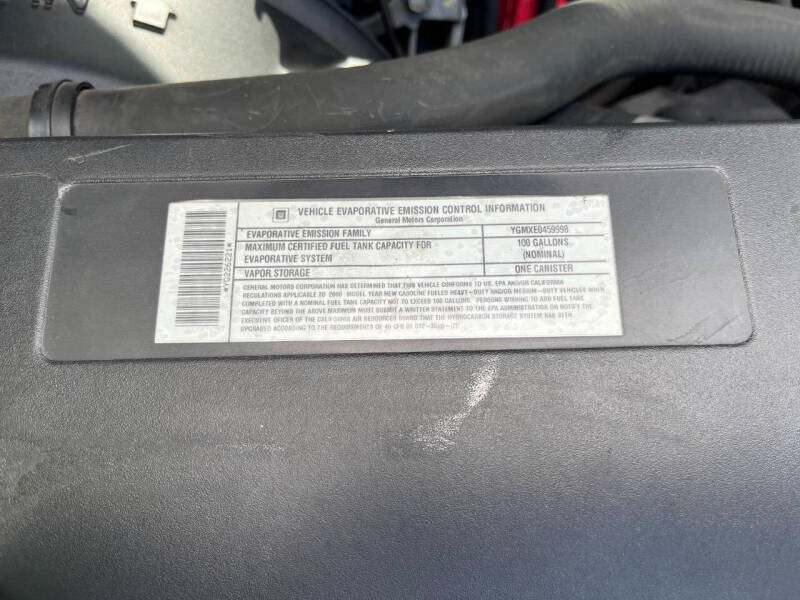 VEHICLE EVAPORATIVE EMISSION CONTROL INFORMATION
General Motors Corporation
EVAPORATIVE EMISSION FAMILY YGMXE0459998
MAXIMUM CERTIFIED FUEL TANK CAPACITY FOR EVAPORATIVE SYSTEM 100 GALLONS (NOMINAL)
VAPOR STORAGE ONE CANISTER
GENERAL MOTORS CORPORATION HAS DETERMINED THAT THIS VEHICLE CONFORMS TO US. EPA AND/OR CALIFORNIA
REGULATIONS APPLICABLE TO 2000 MODEL YEAR NEW GASOLINE FUELED HEAVY-DUTY AND/OR MEDIUM-DUTY VEHICLES WHEN
COMPLETED WITH A NOMINAL FUEL TANK CAPACITY NOT TO EXCEED 100 GALLONS. PERSONS WISHING TO ADD FUEL TANK
CAPACITY BEYOND THE ABOVE MAXIMUM MUST SUBMIT A WRITTEN STATEMENT TO THE EPA ADMINISTRATION OR NOTIFY THE
EXECUTIVE OFICER OF THE CALIFORNIA AIR RESOURCES BOARD THAT THE HYDROCARBON STORAGE SYSTEM HAS BEEN
UPGRADED ACCORDING TO THE REQUIREMENTS OF 40 CFR
*YG226221*